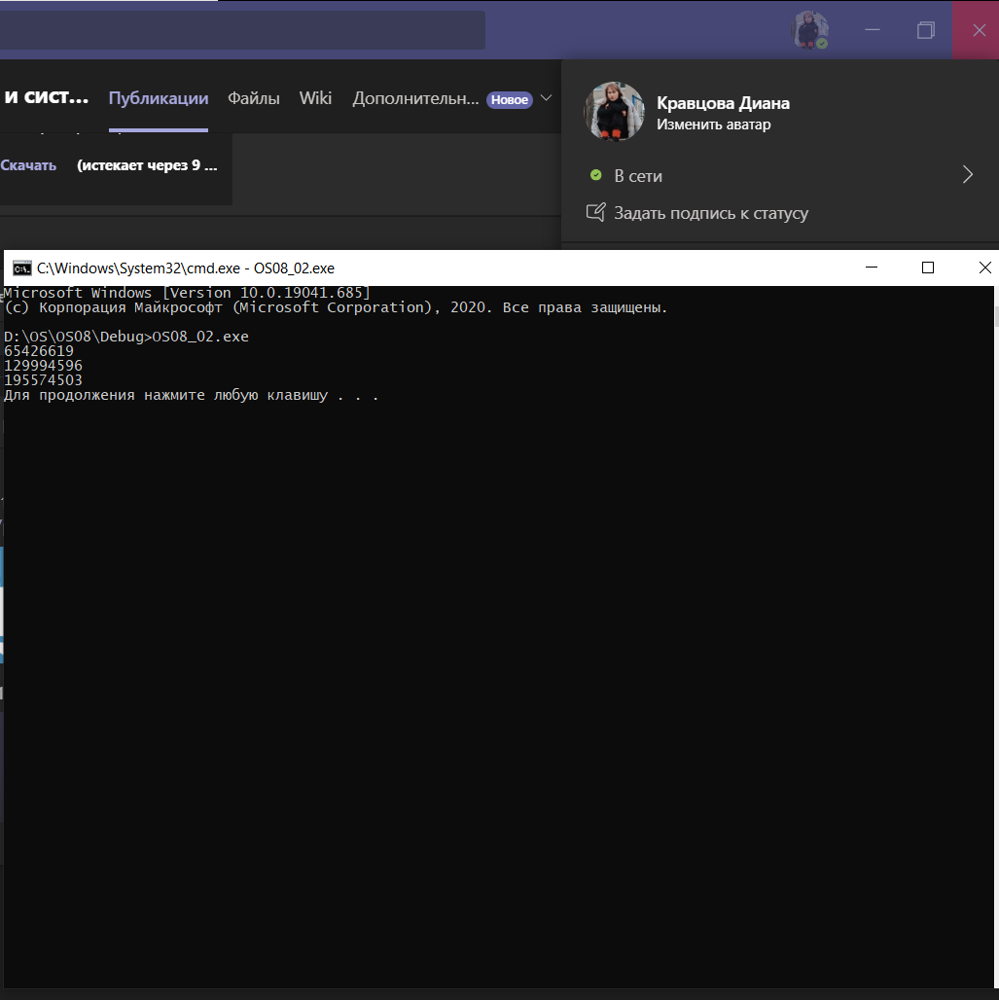 и сист...
Публикации
Файлы
Wiki
Дополнительн...
Новое
Скачать
(истекает через 9 ...
Кравцова Диана
Изменить аватар
В сети
Задать подпись к статусу
C:\Windows\System32\cmd.exe - OS08_02.exe
Microsoft Windows [Version 10.0.19041.685]
(c) Корпорация Майкрософт (Microsoft Corporation), 2020. Все права защищены.
D:\OS\OS08\Debug>OS08_02.exe
65426619
129994596
195574503
Для продолжения нажмите любую клавишу . . .